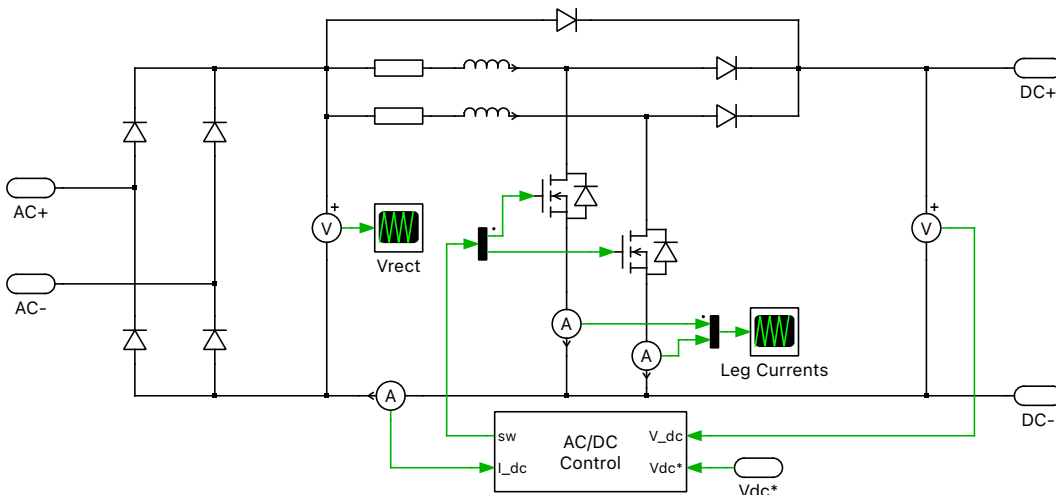 DC+
AC+
+
V
Vrect
+
V
AC-
A
A
Leg Currents
A
DC-
sw
AC/DC
Control
V_dc
I_dc
Vdc*
Vdc*